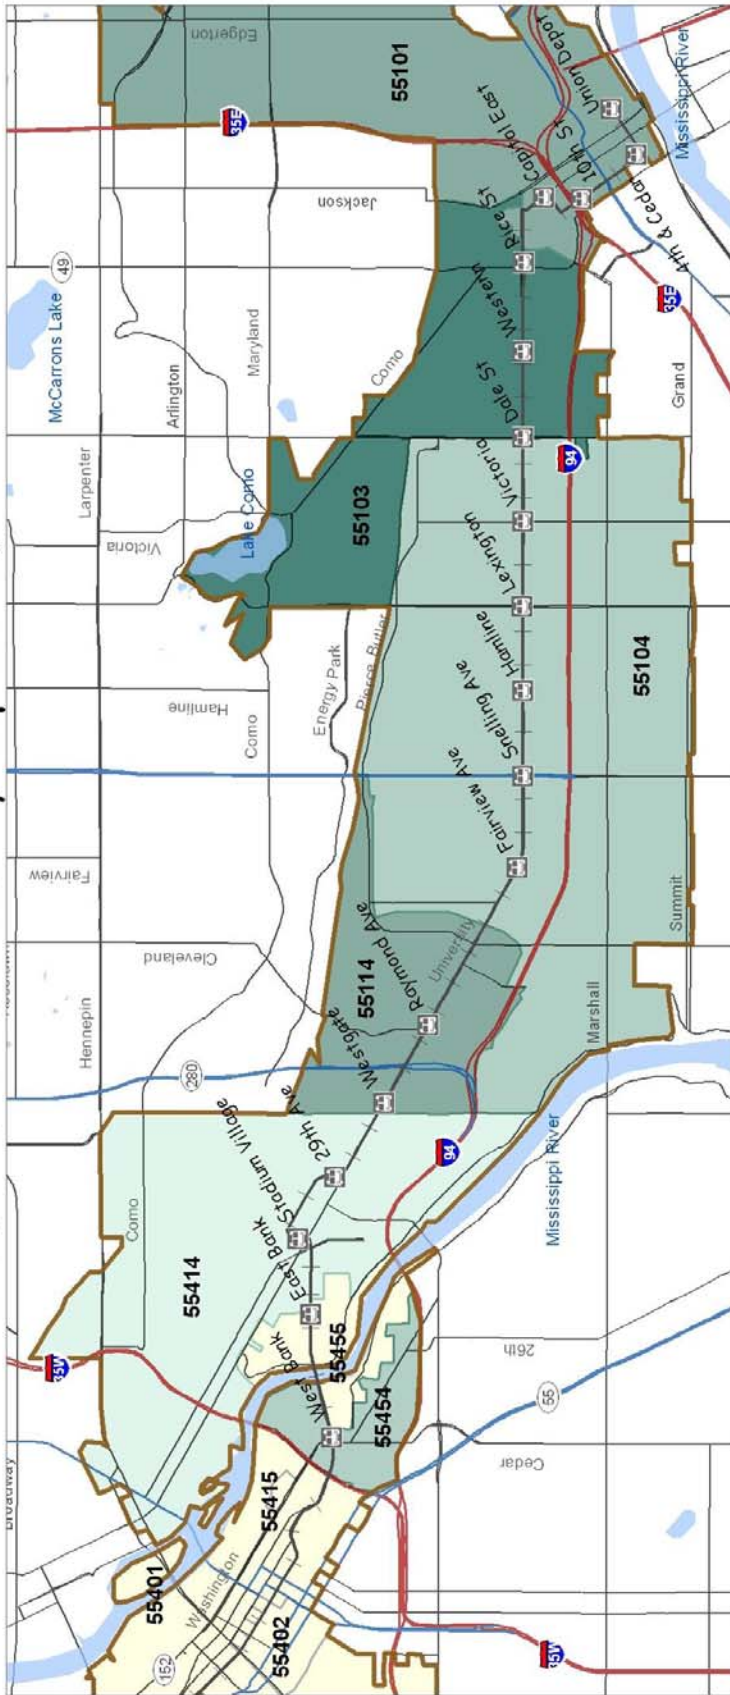 Edgerton
55101
35E
Jackson
49
McCarrons Lake
Arlington
Maryland
Larpenter
Victoria
Lake Como
Como
55103
Union Depot
10th St
Capitol East
4th & Cedar
Mississippi River
Rice St
Western
Dale St
Victoria
Lexington
Hamline
Snelling Ave
Fairview Ave
35E
Grand
94
55104
Hamline
Como
Energy Park
Pierce Butler
Fairview
Cleveland
Hennepin
280
55114
Raymond Ave
University
Westgate
Summit
Marshall
29th Ave
Stadium Village
East Bank
West Bank
94
Mississippi River
Como
55414
35W
55455
55454
26th
55
Cedar
55415
Washington
55401
55402
152
35W
Broadway